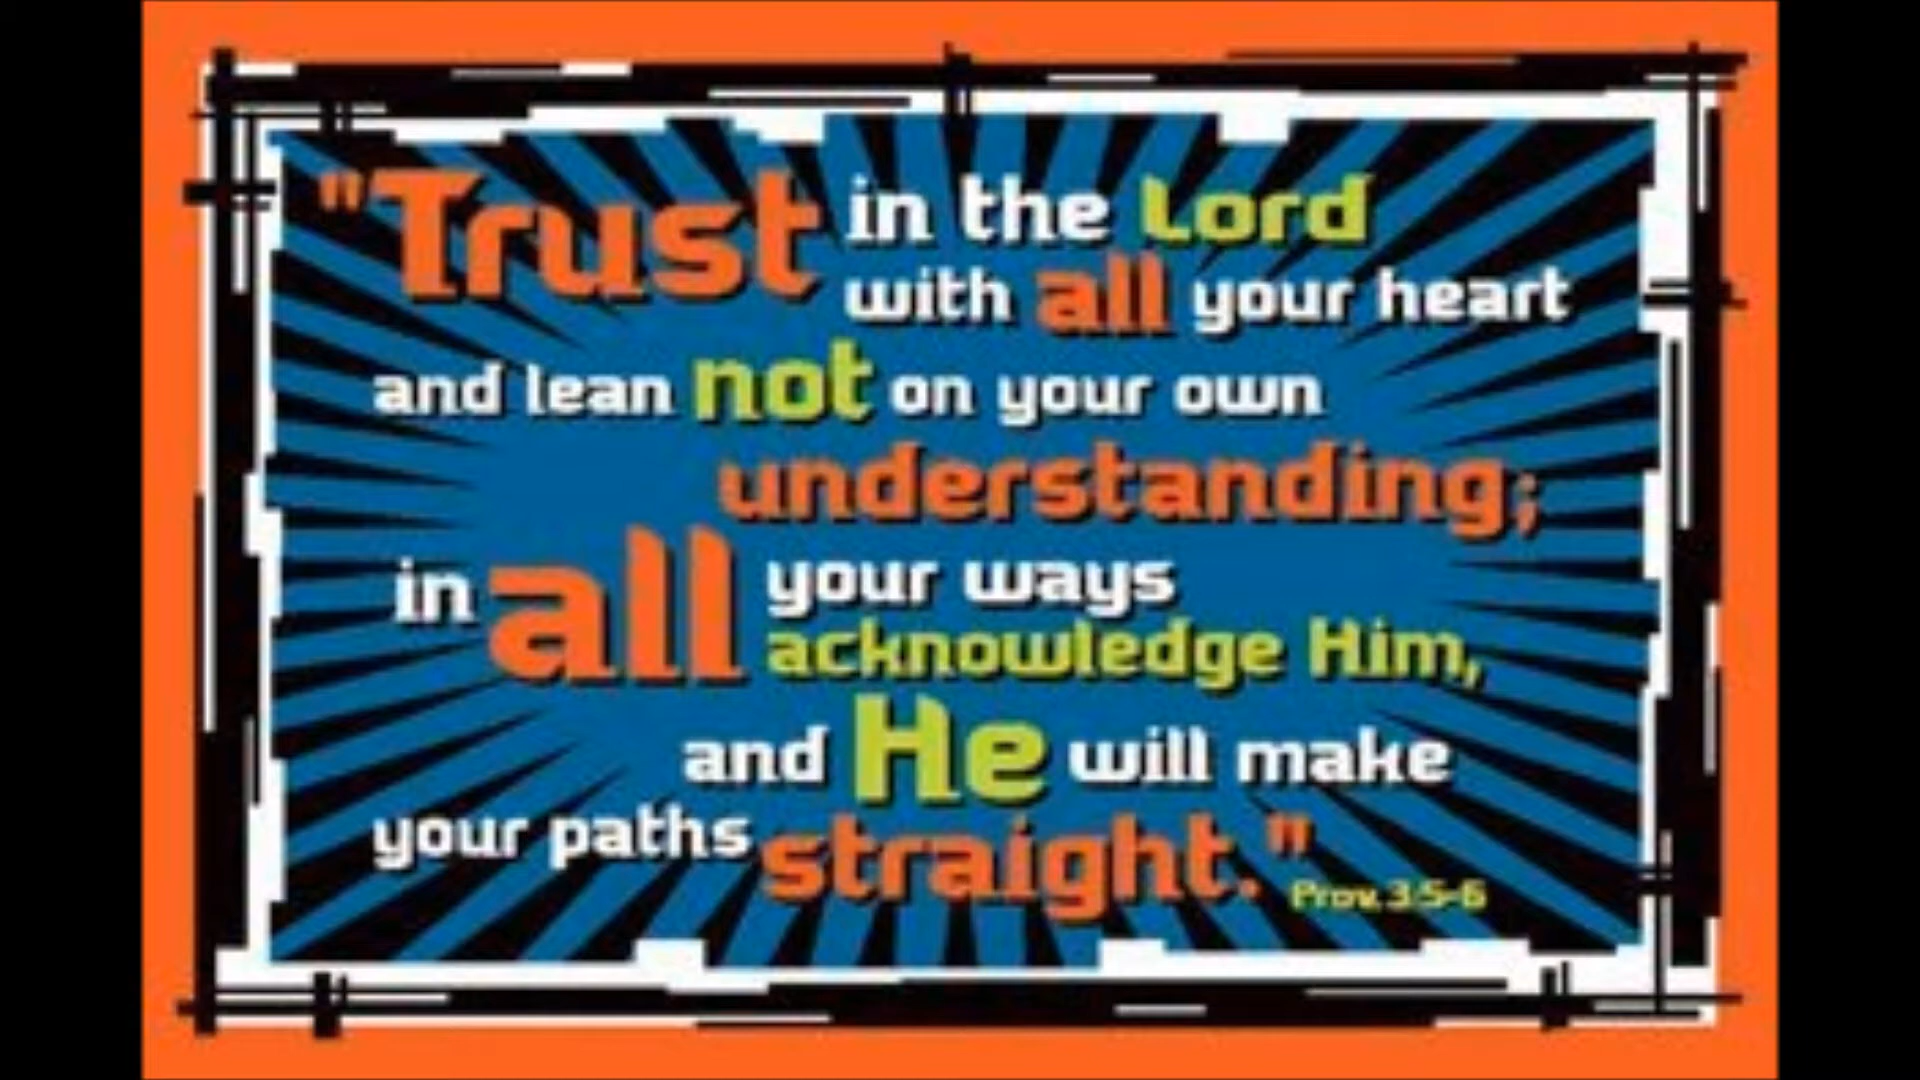 "Trust in the Lord
with all your heart
and lean not on your own
understanding;
in all your ways
acknowledge Him,
and He will make
your paths straight."
Prov. 3:5-6